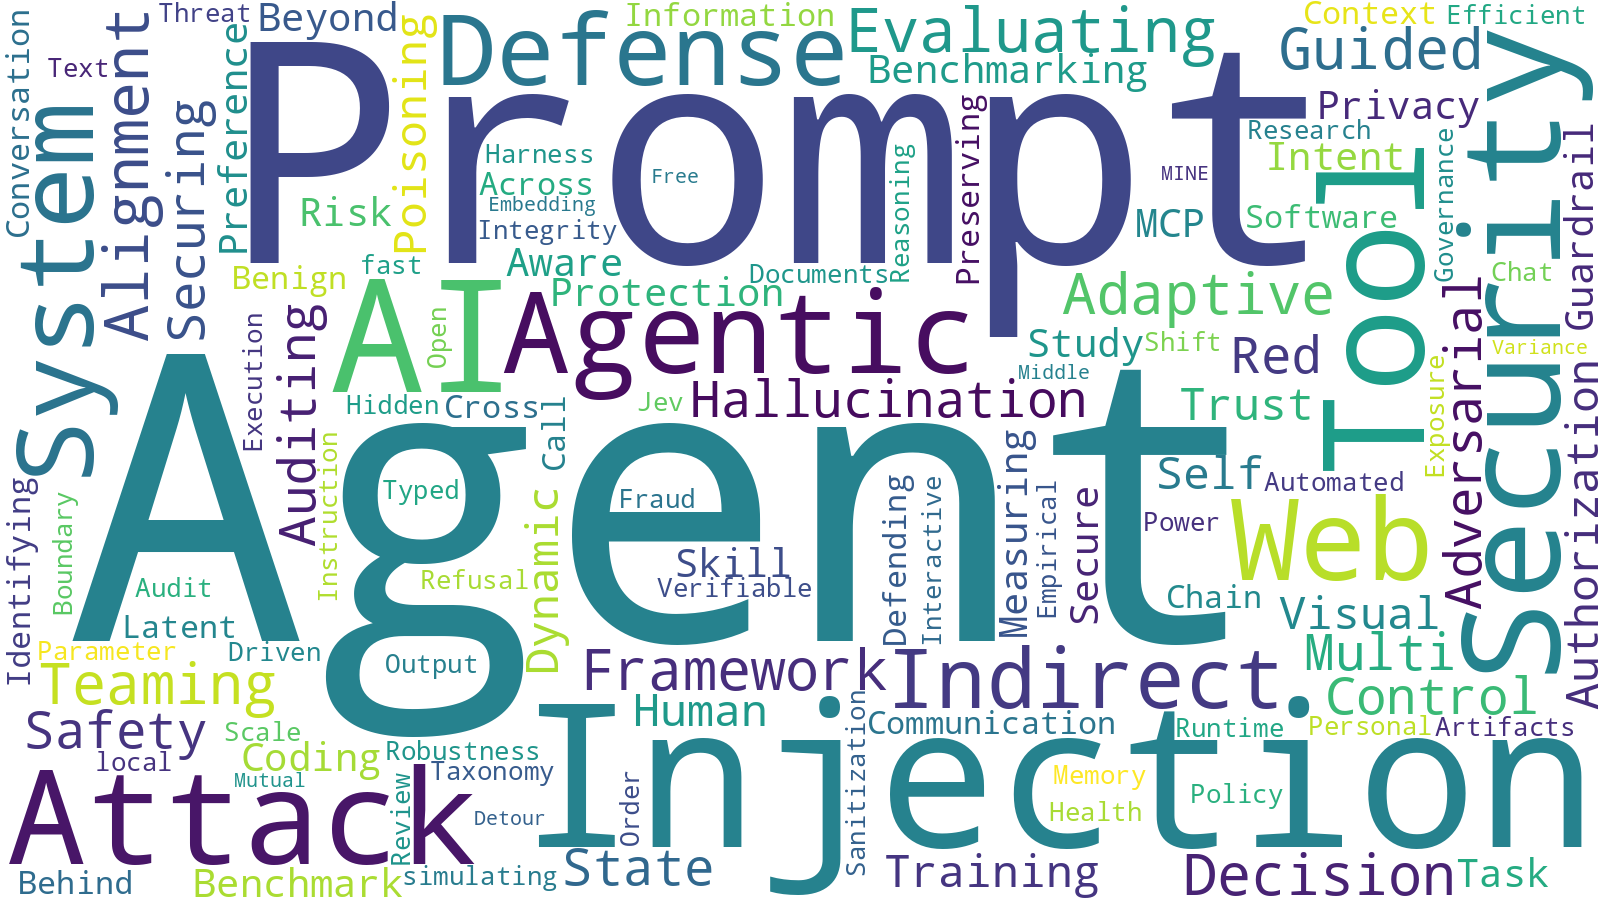 Threat
Beyond
Information
Context
Efficient
Conversation
Text
Alignment
Preference
Poisoning
Defense
Evaluating
Benchmarking
Guided
System
Securing
Prompt
Privacy
Security
Harness
Across
Free
Embedding
Integrity
Risk
Reasoning
Preserving
MINE
MCP
Research
Intent
Software
Governance
Guardrail
Tool
Benign
fast
Aware
Documents
Protection
Adaptive
Chat
AI
Open
Agentic
Study
Shift
Red
Variance
Execution
Auditing
Hidden
Cross
Jev
Hallucination
Middle
Trust
Exposure
Adversarial
Authorization
Agent
Call
Instruction
Typed
Fraud
Defending
Interactive
Measuring
Empirical
Secure
Self
Automated
Power
Web
Identifying
Boundary
Audit
Latent
Dynamic
Refusal
Skill
Verifiable
Chain
Visual
Parameter
Driven
Output
Teaming
Framework
Indirect
Multi
Control
Safety
Scale
Human
Communication
Runtime
Personal
Artifacts
local
Coding
Robustness
Taxonomy
Mutual
Injection
Memory
Health
Policy
Attack
Review
Detour
Order
Sanitization
Behind
Benchmark
simulating
State
Training
Decision
Task